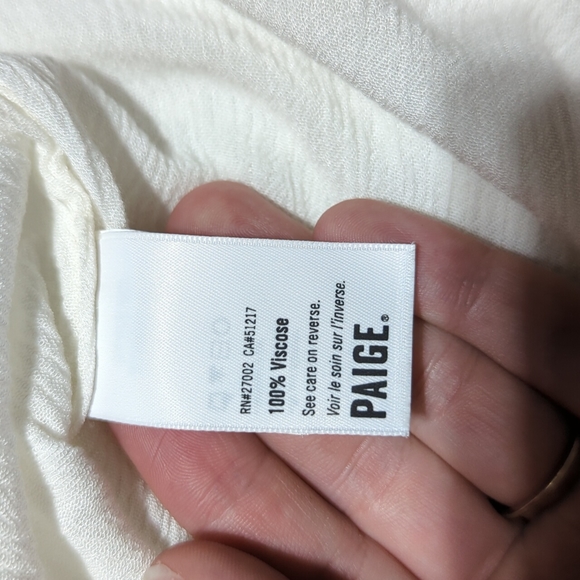 RN#27002 CA#51217
100% Viscose
See care on reverse.
Voir le soin sur l'inverse.
PAIGE®